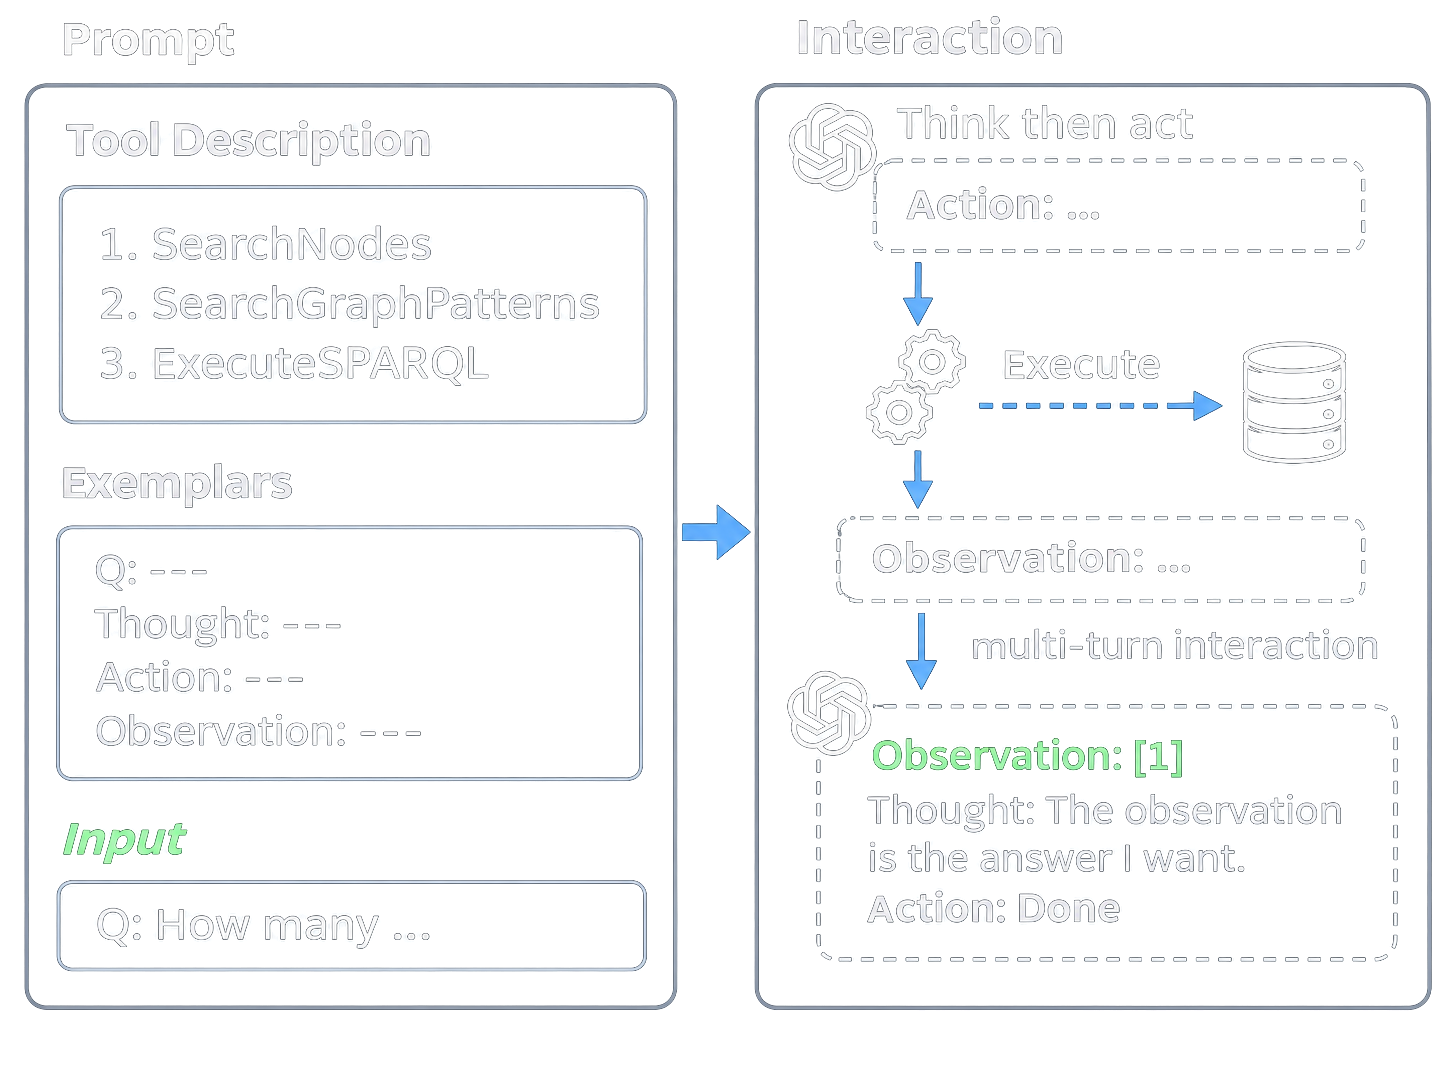 Prompt
Tool Description
1. SearchNodes
2. SearchGraphPatterns
3. ExecuteSPARQL
Exemplars
Q: ---
Thought: ---
Action: ---
Observation: ---
Input
Q: How many ...
Interaction
Think then act
Action: ...
Execute
Observation: ...
multi-turn interaction
Observation: [1]
Thought: The observation
is the answer I want.
Action: Done